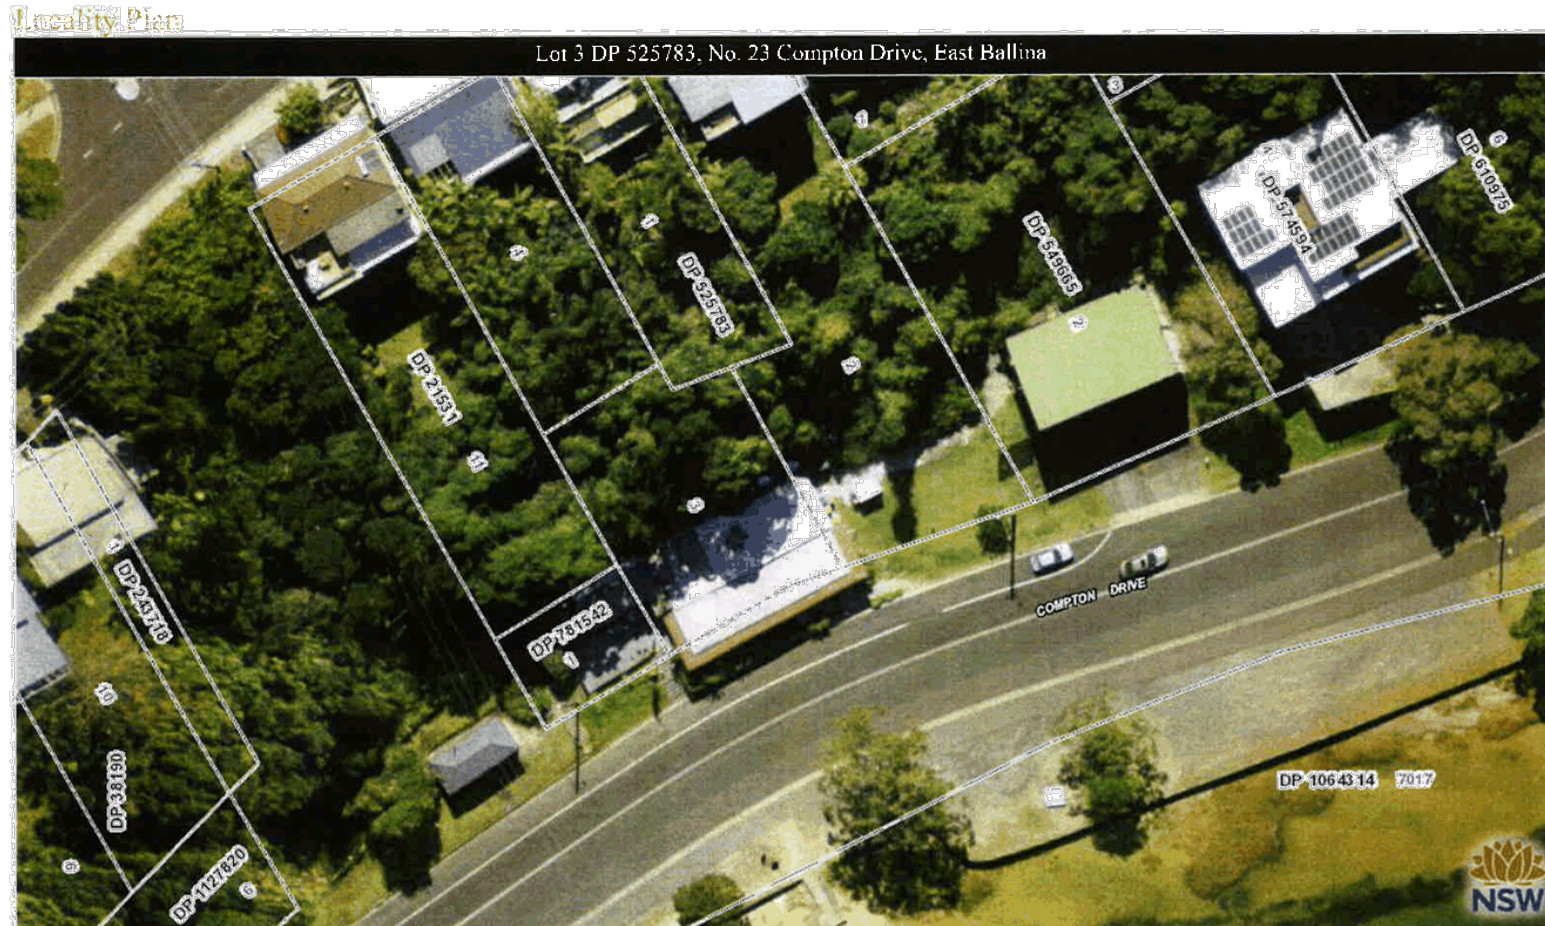 Locality Plan
Lot 3 DP 525783, No. 23 Compton Drive, East Ballina
3
1
6
DP 610975
DP 574594
1
4
DP 525783
DP 549665
2
2
DP 21531
11
3
1
DP 243718
DP 781542
1
COMPTON DRIVE
10
DP 38190
DP 1064314 7017
9
DP 1127820
6
NSW